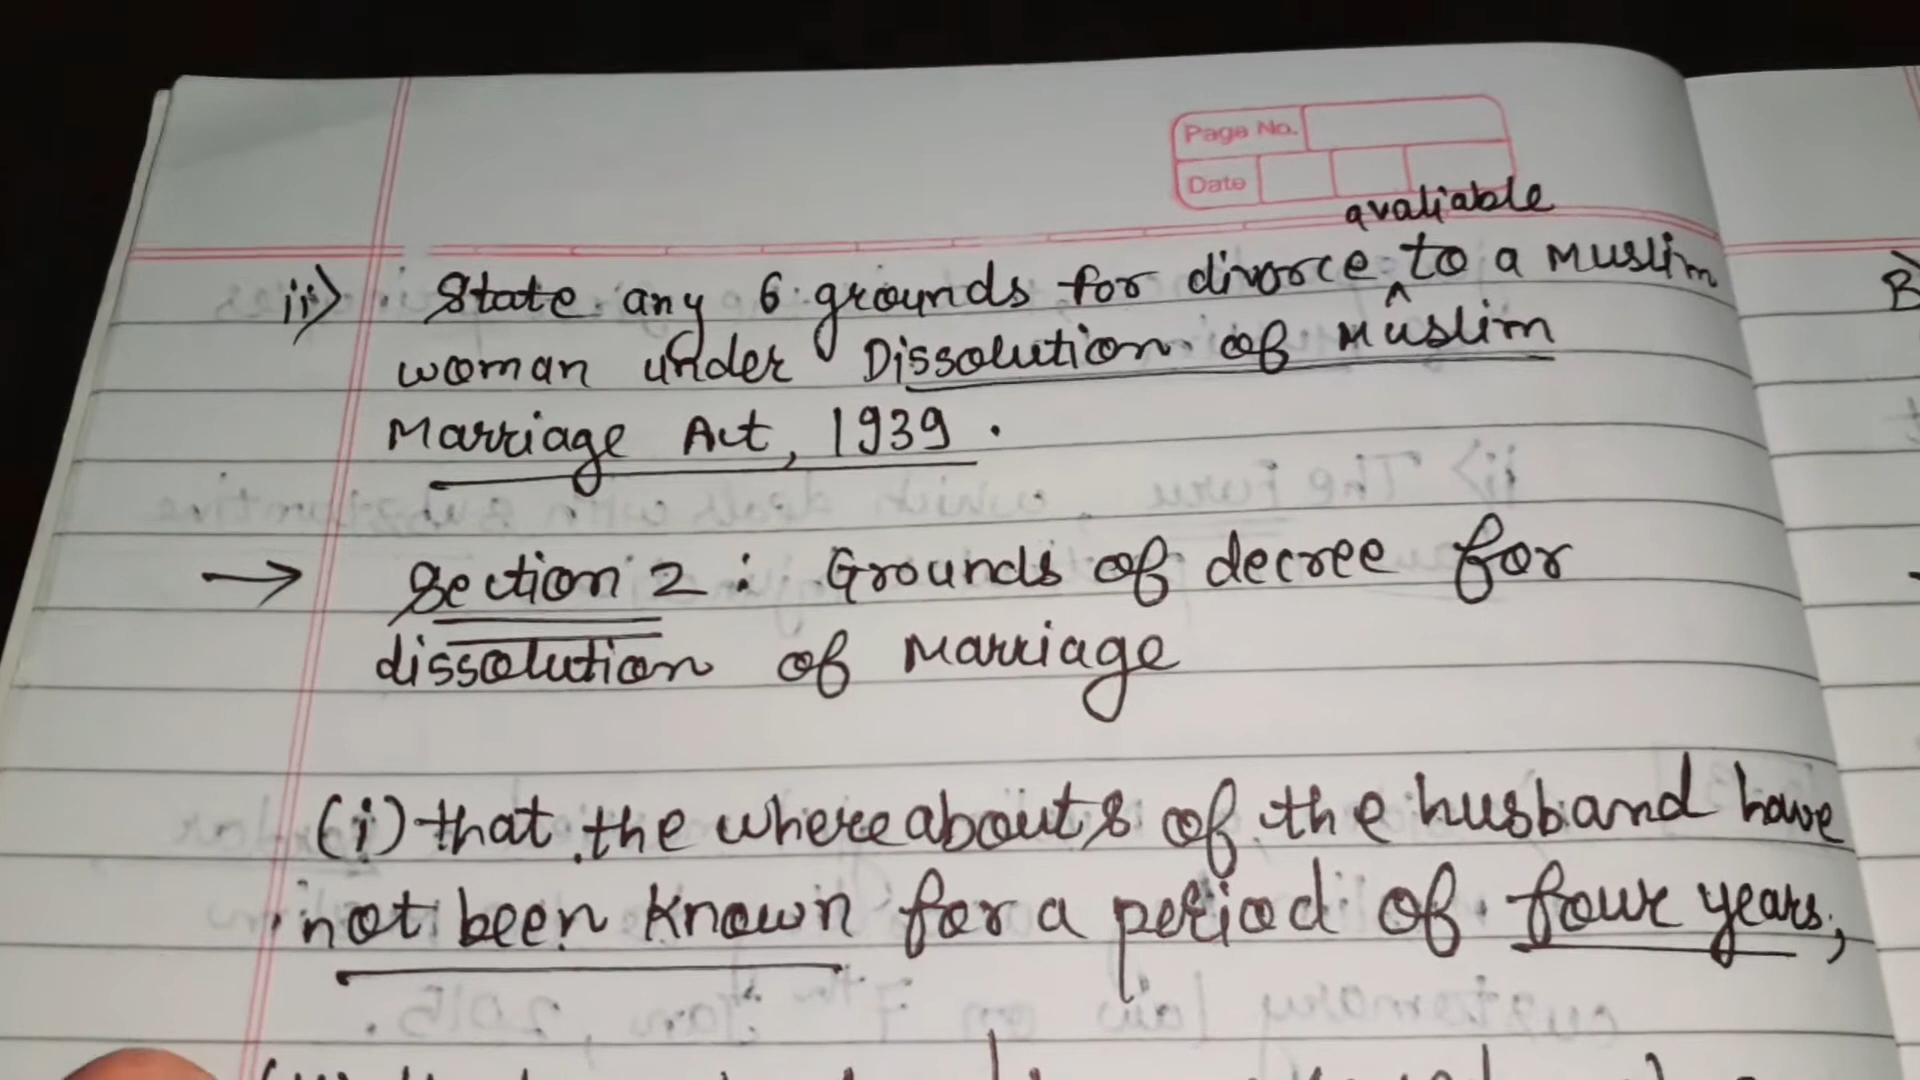 Page No.
Date
avaliable
ii) State any 6 grounds for divorce ^ to a Muslim
woman under Dissolution of Muslim
Marriage Act, 1939.
→ Section 2 : Grounds of decree for
dissolution of Marriage
(i) that the whereabouts of the husband have
not been known for a period of four years,
B